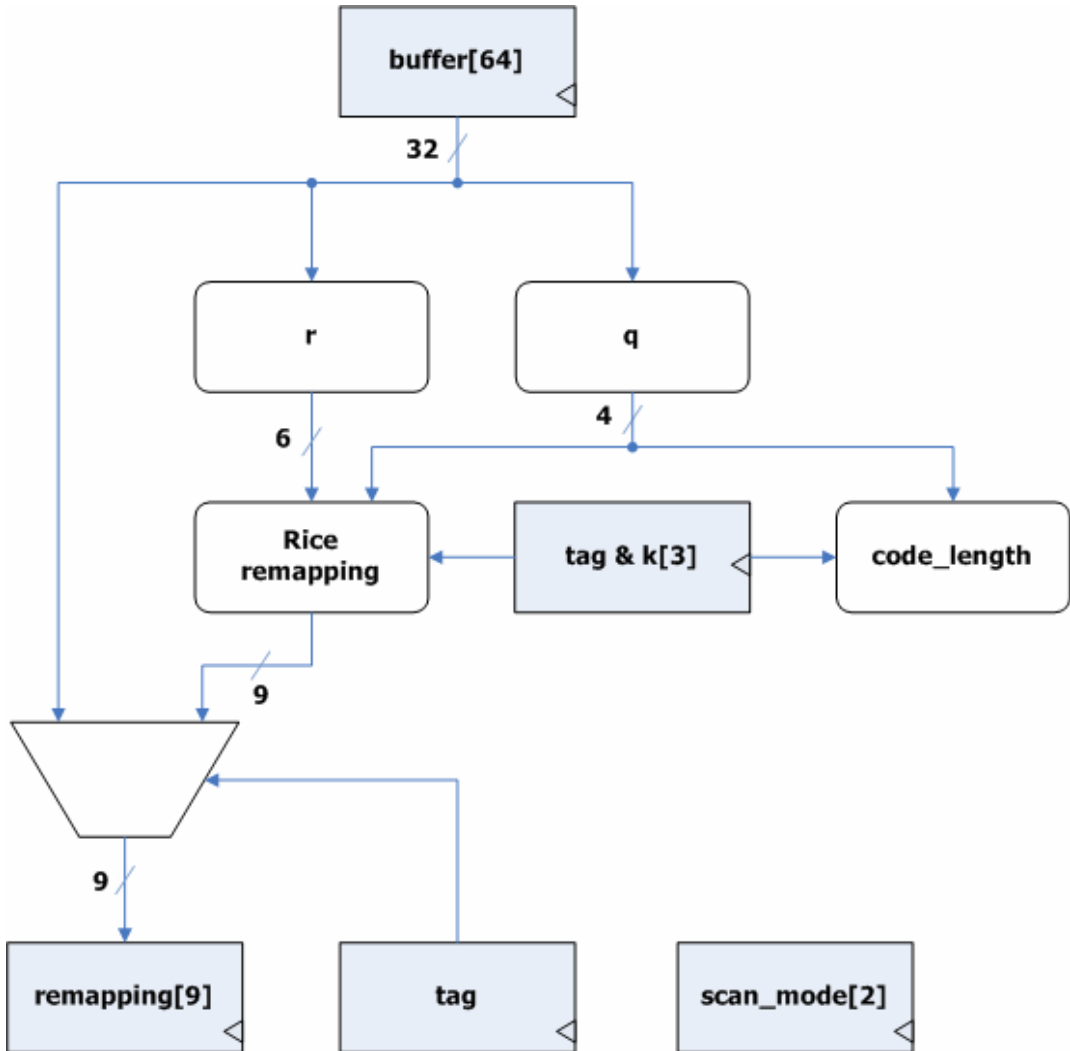 buffer[64]
32
r
q
6
4
Rice
remapping
tag & k[3]
code_length
9
9
remapping[9]
tag
scan_mode[2]